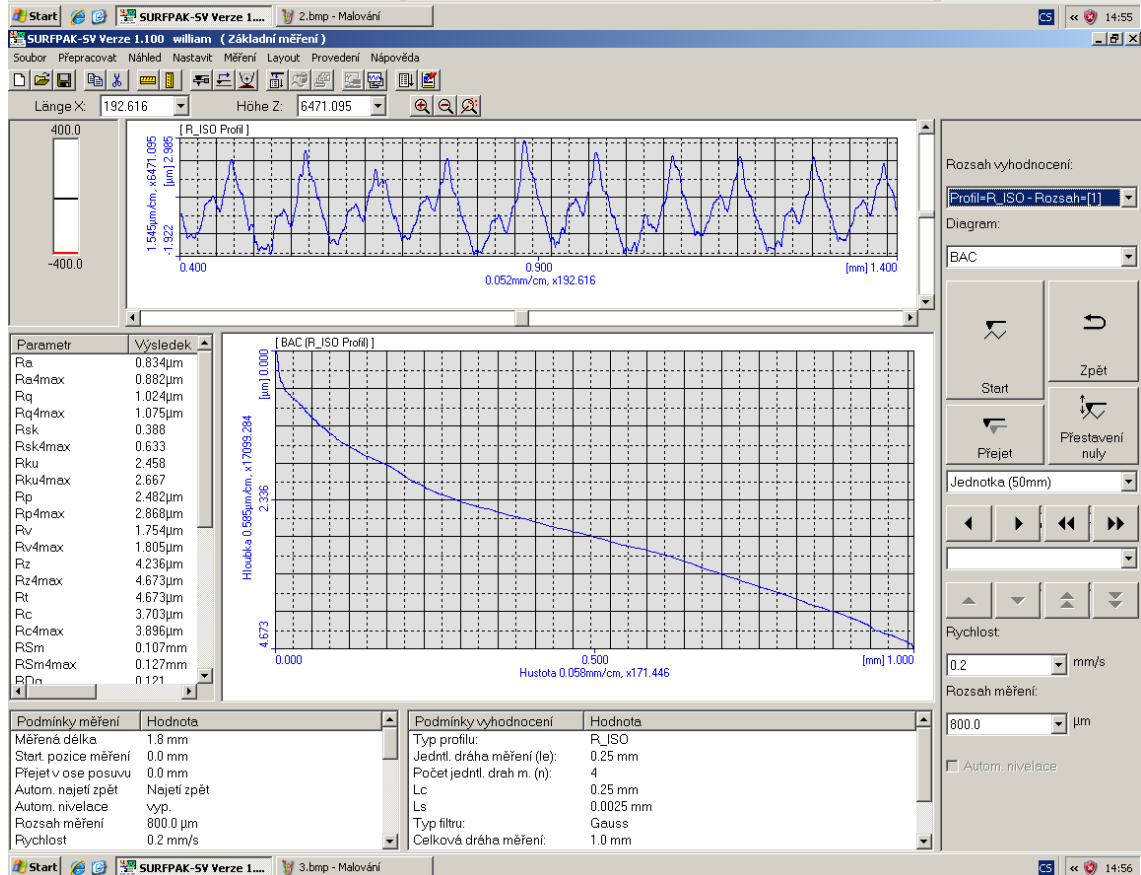 Start SURFPAK-SV Verze 1.... 2.bmp - Malování CS « 14:55
SURFPAK-SV Verze 1.100 william ( Základní měření )
Soubor Přepracovat Náhled Nastavit Měření Layout Provedení Nápověda
Länge X: 192.616 Höhe Z: 6471.095
400.0
-400.0
[ R_ISO Profil ]
1.545µm/cm, x6471.095
-1.922 [µm] 2.985
0.400 0.900 [mm] 1.400
0.052mm/cm, x192.616
Parametr Výsledek
Ra 0.834µm
Ra4max 0.882µm
Rq 1.024µm
Rq4max 1.075µm
Rsk 0.388
Rsk4max 0.633
Rku 2.458
Rku4max 2.667
Rp 2.482µm
Rp4max 2.868µm
Rv 1.754µm
Rv4max 1.805µm
Rz 4.236µm
Rz4max 4.673µm
Rt 4.673µm
Rc 3.703µm
Rc4max 3.896µm
RSm 0.107mm
RSm4max 0.127mm
RDq 0.121
[ BAC (R_ISO Profil) ]
Hloubka 0.585µm/cm, x17099.284
4.673 2.336 [µm] 0.000
0.000 0.500 [mm] 1.000
Hustota 0.058mm/cm, x171.446
Rozsah vyhodnocení:
Profil=R_ISO - Rozsah=[1]
Diagram:
BAC
Start
Zpět
Přejet
Přestavení
nuly
Jednotka (50mm)
Rychlost:
0.2 mm/s
Rozsah měření:
800.0 µm
Autom. nivelace
Podmínky měření Hodnota
Měřená délka 1.8 mm
Start. pozice měření 0.0 mm
Přejet v ose posuvu 0.0 mm
Autom. najetí zpět Najetí zpět
Autom. nivelace vyp.
Rozsah měření 800.0 µm
Rychlost 0.2 mm/s
Podmínky vyhodnocení Hodnota
Typ profilu: R_ISO
Jedntl. dráha měření (le): 0.25 mm
Počet jedntl. drah m. (n): 4
Lc 0.25 mm
Ls 0.0025 mm
Typ filtru: Gauss
Celková dráha měření: 1.0 mm
Start SURFPAK-SV Verze 1.... 3.bmp - Malování CS « 14:56